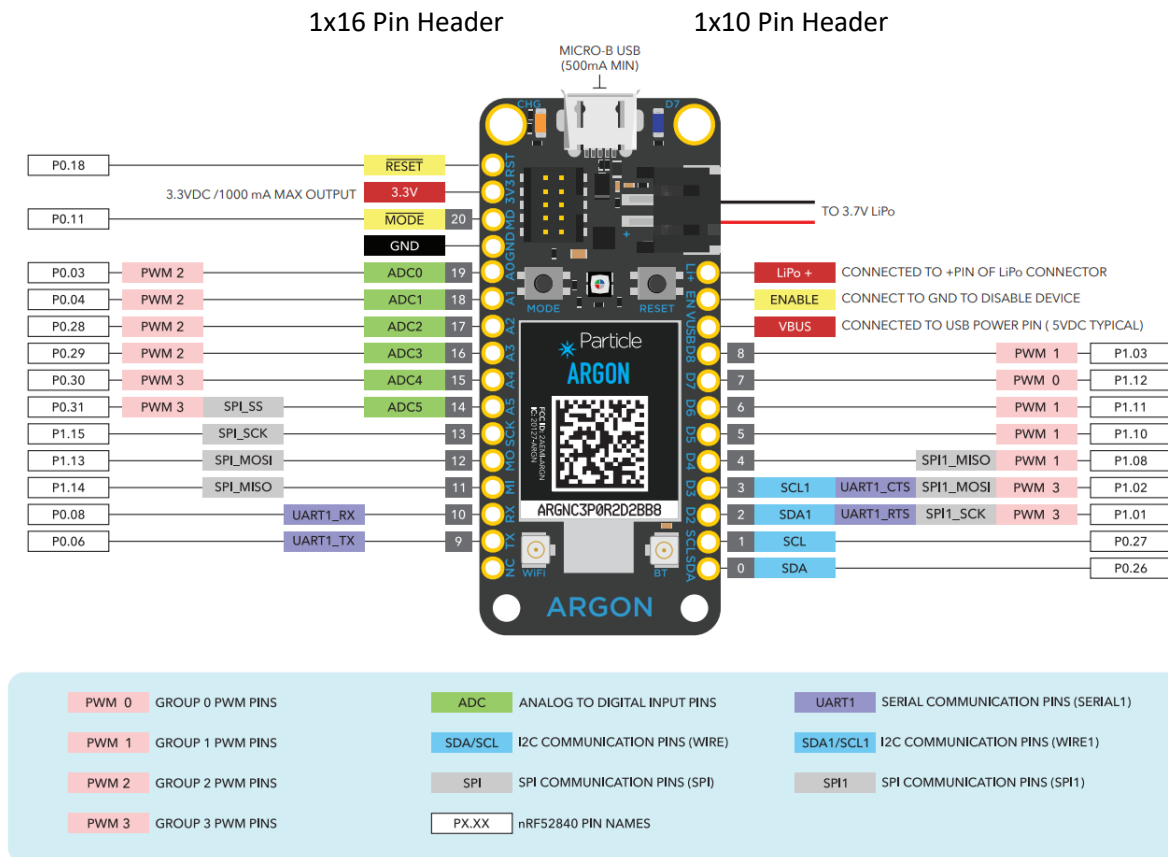 1x16 Pin Header 1x10 Pin Header
MICRO-B USB
(500mA MIN)
CHG D7
P0.18 RESET RST
3.3VDC /1000 mA MAX OUTPUT 3.3V 3V3
P0.11 MODE 20 MD
GND GND
TO 3.7V LiPo
+
P0.03 PWM 2 ADC0 19 A0
P0.04 PWM 2 ADC1 18 A1
P0.28 PWM 2 ADC2 17 A2
P0.29 PWM 2 ADC3 16 A3
P0.30 PWM 3 ADC4 15 A4
P0.31 PWM 3 SPI_SS ADC5 14 A5
P1.15 SPI_SCK 13 SCK
P1.13 SPI_MOSI 12 MO
P1.14 SPI_MISO 11 MI
P0.08 UART1_RX 10 RX
P0.06 UART1_TX 9 TX
NC
MODE RESET
Particle
ARGON
FCC ID: 2AEMI-ARGN
IC: 20127-ARGN
ARGNC3P0R2D2BB8
WiFi BT
ARGON
Li+ LiPo + CONNECTED TO +PIN OF LiPo CONNECTOR
EN ENABLE CONNECT TO GND TO DISABLE DEVICE
VUSB VBUS CONNECTED TO USB POWER PIN ( 5VDC TYPICAL)
D8 8 PWM 1 P1.03
D7 7 PWM 0 P1.12
D6 6 PWM 1 P1.11
D5 5 PWM 1 P1.10
D4 4 SPI1_MISO PWM 1 P1.08
D3 3 SCL1 UART1_CTS SPI1_MOSI PWM 3 P1.02
D2 2 SDA1 UART1_RTS SPI1_SCK PWM 3 P1.01
SCL 1 SCL P0.27
SDA 0 SDA P0.26
PWM 0 GROUP 0 PWM PINS
PWM 1 GROUP 1 PWM PINS
PWM 2 GROUP 2 PWM PINS
PWM 3 GROUP 3 PWM PINS
ADC ANALOG TO DIGITAL INPUT PINS
SDA/SCL I2C COMMUNICATION PINS (WIRE)
SPI SPI COMMUNICATION PINS (SPI)
PX.XX nRF52840 PIN NAMES
UART1 SERIAL COMMUNICATION PINS (SERIAL1)
SDA1/SCL1 I2C COMMUNICATION PINS (WIRE1)
SPI1 SPI COMMUNICATION PINS (SPI1)